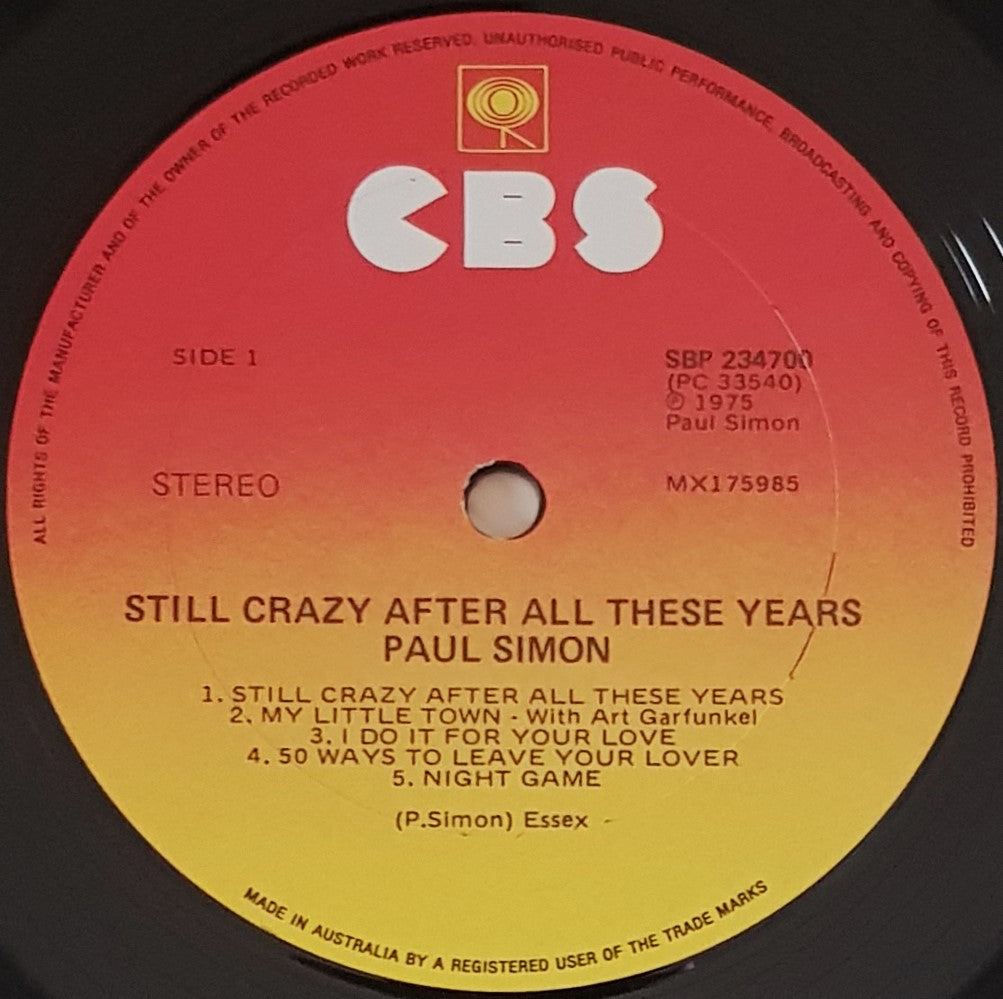 ALL RIGHTS OF THE MANUFACTURER AND OF THE OWNER OF THE RECORDED WORK RESERVED. UNAUTHORISED PUBLIC PERFORMANCE, BROADCASTING AND COPYING OF THIS RECORD PROHIBITED
CBS
SIDE 1
SBP 234700
(PC 33540)
℗ 1975
Paul Simon
STEREO
MX175985
STILL CRAZY AFTER ALL THESE YEARS
PAUL SIMON
1. STILL CRAZY AFTER ALL THESE YEARS
2. MY LITTLE TOWN - With Art Garfunkel
3. I DO IT FOR YOUR LOVE
4. 50 WAYS TO LEAVE YOUR LOVER
5. NIGHT GAME
(P.Simon) Essex
MADE IN AUSTRALIA BY A REGISTERED USER OF THE TRADE MARKS